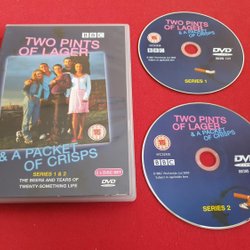 TWO PINTS
OF LAGER
BBC
15
& A PACKET
OF CRISPS
SERIES 1 & 2
THE BEERS AND TEARS OF
TWENTY-SOMETHING LIFE
DVD
TWO PINTS
OF LAGER
& A PACKET
OF CRISPS
BBC
DVD
15
SERIES 1
TWO PINTS
OF LAGER
& A PACKET
OF CRISPS
15
BBC
DVD
SERIES 2